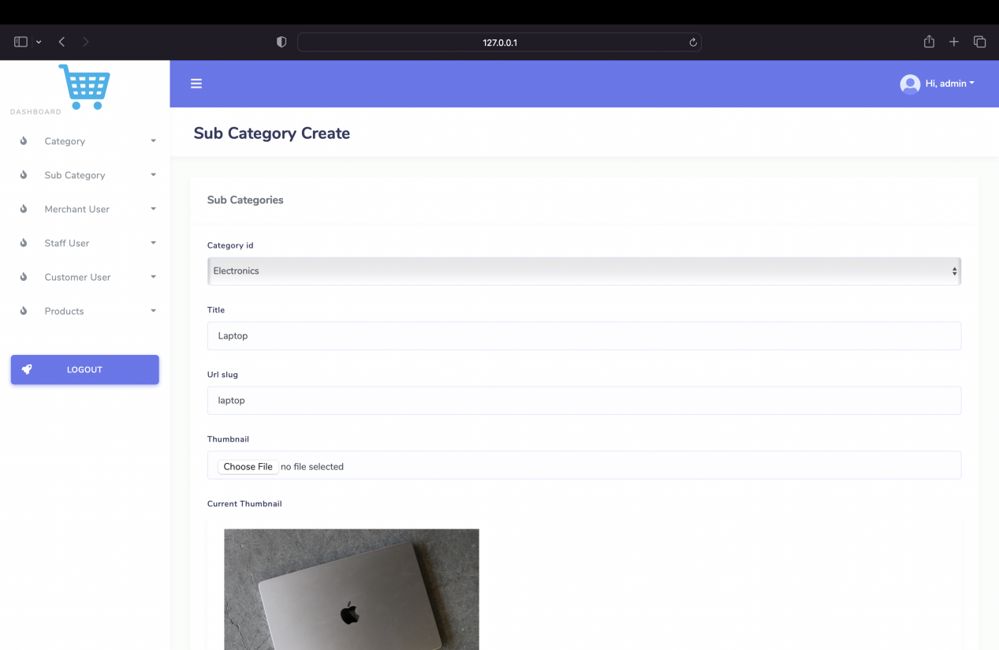 127.0.0.1
Hi, admin
DASHBOARD
Category
Sub Category
Merchant User
Staff User
Customer User
Products
LOGOUT
Sub Category Create
Sub Categories
Category id
Electronics
Title
Laptop
Url slug
laptop
Thumbnail
Choose File no file selected
Current Thumbnail